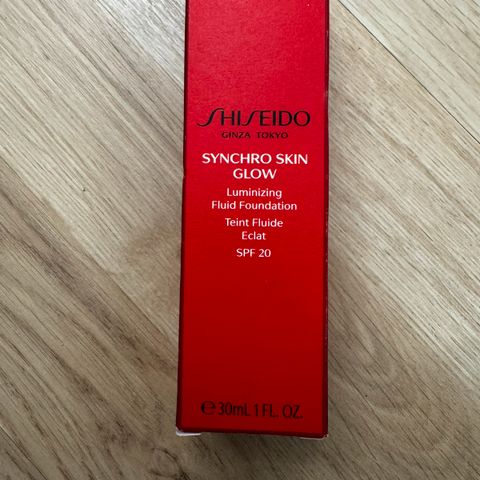 SHISEIDO
GINZA TOKYO
SYNCHRO SKIN
GLOW
Luminizing
Fluid Foundation
Teint Fluide
Eclat
SPF 20
℮ 30mL 1 FL. OZ.